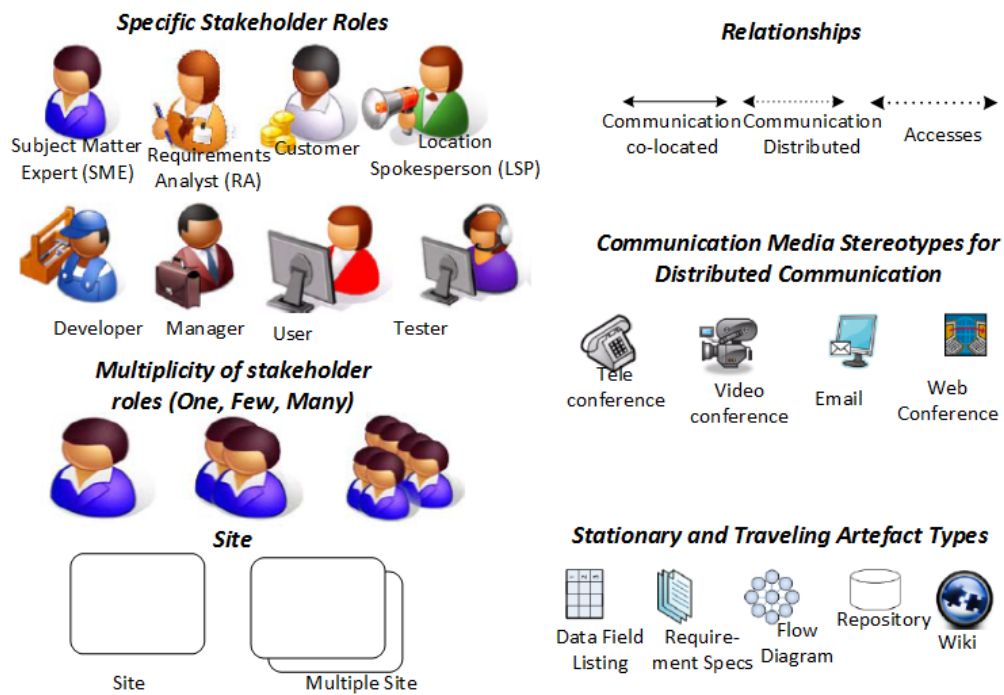 Specific Stakeholder Roles
Subject Matter
Expert (SME)
Requirements
Analyst (RA)
Customer
Location
Spokesperson (LSP)
Developer
Manager
User
Tester
Multiplicity of stakeholder
roles (One, Few, Many)
Site
Site
Multiple Site
Relationships
Communication
co-located
Communication
Distributed
Accesses
Communication Media Stereotypes for
Distributed Communication
Tele
conference
Video
conference
Email
Web
Conference
Stationary and Traveling Artefact Types
Data Field
Listing
Require-
ment Specs
Flow
Diagram
Repository
Wiki